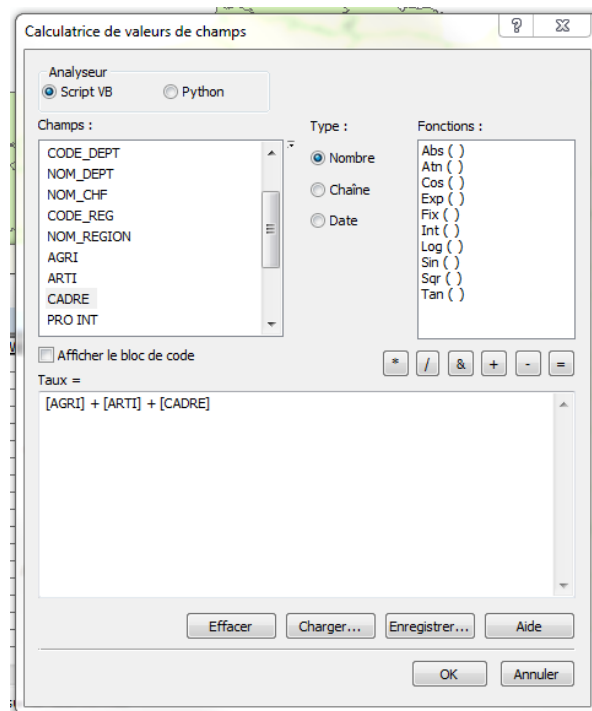 Calculatrice de valeurs de champs
Analyseur
Script VB Python
Champs : Type : Fonctions :
CODE_DEPT
NOM_DEPT
NOM_CHF
CODE_REG
NOM_REGION
AGRI
ARTI
CADRE
PRO INT
Nombre
Chaîne
Date
Abs ( )
Atn ( )
Cos ( )
Exp ( )
Fix ( )
Int ( )
Log ( )
Sin ( )
Sqr ( )
Tan ( )
Afficher le bloc de code
* / & + - =
Taux =
[AGRI] + [ARTI] + [CADRE]
Effacer Charger... Enregistrer... Aide
OK Annuler